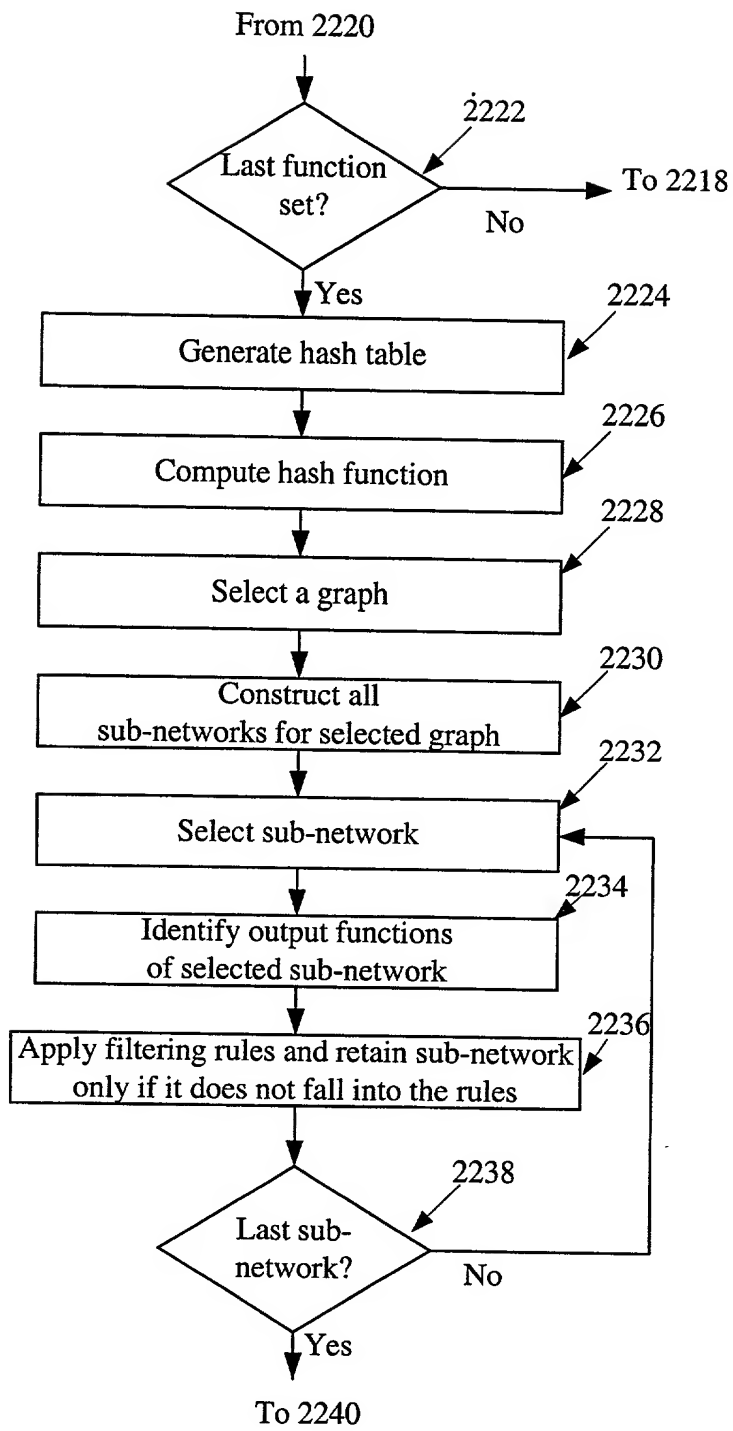 From 2220
2222
Last function
set?
To 2218
No
Yes
2224
Generate hash table
2226
Compute hash function
2228
Select a graph
2230
Construct all
sub-networks for selected graph
2232
Select sub-network
2234
Identify output functions
of selected sub-network
2236
Apply filtering rules and retain sub-network
only if it does not fall into the rules
2238
Last sub-
network?
No
Yes
To 2240